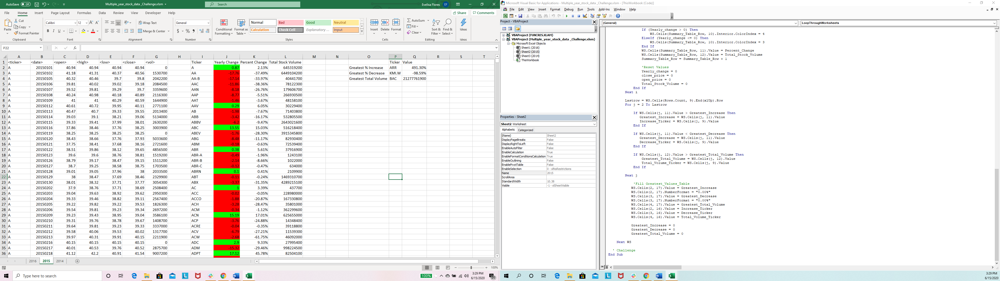 AutoSave Off
Multiple_year_stock_data _Challenge.xlsm
Search
Evelisa Flores EF
File Home Insert Page Layout Formulas Data Review View Developer Help
Share Comments
Paste Cut Copy Format Painter
Calibri 12
Wrap Text
Merge & Center
General
Conditional Formatting Format as Table
Normal Bad Good Neutral
Calculation Check Cell Explanatory ... Input
Insert Delete Format
AutoSum Fill Clear
Sort & Filter Find & Select
Ideas
Clipboard Font Alignment Number Styles Cells Editing Ideas
P22 fx
A B C D E F G H I J K L M N O P Q R S T
1 <ticker> <date> <open> <high> <low> <close> <vol> Ticker Yearly Change Percent Change Total Stock Volume Ticker Value
2 A 20150101 40.94 40.94 40.94 40.94 0 A 0.87 2.13% 645319200 Greatest % Increase ARR 491.30%
3 A 20150102 41.18 41.31 40.37 40.56 1530700 AA -17.76 -37.49% 6449104200 Greatest % Decrease KMI.W -98.59%
4 A 20150105 40.32 40.46 39.7 39.8 2042200 AA-B -17.14 -33.97% 40441700 Greatest Total Volume BAC 21277761900
5 A 20150106 39.81 40.02 39.02 39.18 2084500 AAC -11.86 -38.36% 78122300
6 A 20150107 39.52 39.81 39.29 39.7 3359600 AAN -8.18 -26.76% 179606700
7 A 20150108 40.24 40.98 40.18 40.89 2116300 AAP -8.77 -5.51% 266930500
8 A 20150109 41 41 40.29 40.59 1644900 AAT -1.46 -3.67% 48158100
9 A 20150112 40.61 40.72 39.95 40.11 2771100 AAV 0.29 6.05% 30229400
10 A 20150113 40.47 40.7 39.33 39.55 2013400 AB -1.98 -7.67% 71403800
11 A 20150114 39.03 39.1 38.21 39.06 5134000 ABB -3.42 -16.17% 532805500
12 A 20150115 39.33 39.41 37.99 38.01 2630200 ABBV -6.2 -9.47% 2643021600
13 A 20150116 37.86 38.46 37.76 38.25 3003900 ABC 13.55 15.03% 516218400
14 A 20150119 38.25 38.25 38.25 38.25 0 ABEV -1.76 -28.30% 3915345800
15 A 20150120 38.43 38.66 37.76 37.93 5033600 ABG -8.48 -11.17% 82930400
16 A 20150121 37.75 38.41 37.68 38.16 2721600 ABM -0.18 -0.63% 72539400
17 A 20150122 38.51 39.86 38.12 39.65 4856500 ABR 0.38 5.61% 37916900
18 A 20150123 39.6 39.6 38.76 38.81 1519200 ABR-A -0.49 -1.96% 1243100
19 A 20150126 38.79 39.17 38.47 39.15 1511200 ABR-B -2.14 -8.66% 1022000
20 A 20150127 38.7 39.25 38.58 38.75 1703500 ABR-C -0.12 -0.47% 634000
21 A 20150128 39.01 39.05 37.96 38 2033500 ABRN 0.1 0.41% 2109900
22 A 20150129 38 38.47 37.69 38.46 2329900 ABT -0.11 -0.24% 1469310700
23 A 20150130 38.01 38.32 37.71 37.77 3054300 ABX -3.37 -31.35% 4289215100
24 A 20150202 37.9 38.76 37.71 38.69 2508400 AC 1 3.39% 437700
25 A 20150203 39.04 39.63 38.92 39.62 2950300 ACC -0.02 -0.05% 228980000
26 A 20150204 39.33 39.46 38.82 39.11 2567400 ACCO -1.88 -20.87% 167330800
27 A 20150205 39.22 39.82 39.22 39.53 1826300 ACH -3.28 -28.47% 35801000
28 A 20150206 39.54 39.81 39.23 39.34 2697200 ACM -0.34 -1.12% 362299600
29 A 20150209 39.23 39.43 38.95 39.04 3586100 ACN 15.19 17.01% 625655000
30 A 20150210 39.31 39.76 38.78 39.67 1408700 ACP -3.76 -24.88% 14348400
31 A 20150211 39.64 39.81 39.23 39.33 3337000 ACRE -0.04 -0.35% 39118800
32 A 20150212 39.58 40.06 39.53 40.02 1317700 ACV -6.79 -27.21% 11539300
33 A 20150213 39.97 40.31 39.91 40.15 2211900 ACW -2.68 -61.75% 46092000
34 A 20150216 40.15 40.15 40.15 40.15 0 ADC 2.9 9.33% 27995400
35 A 20150217 40.01 40.53 39.76 40.52 2875700 ADM -15.32 -29.46% 998224500
36 A 20150218 41.12 42.2 40.91 41.54 9007200 ADPT 17.12 45.78% 82504100
2016 2015 2014
100%
Type here to search
100%
3:29 PM
6/15/2020
20
Microsoft Visual Basic for Applications - Multiple_year_stock_data _Challenge.xlsm - [ThisWorkbook (Code)]
File Edit View Insert Format Debug Run Tools Add-Ins Window Help
Project - VBAProject
VBAProject (FUNCRES.XLAM)
VBAProject (Multiple_year_stock_data _Challenge.xlsm)
Microsoft Excel Objects
Sheet1 (2016)
Sheet2 (2015)
Sheet3 (2014)
ThisWorkbook
Properties - Sheet2
Sheet2 Worksheet
Alphabetic Categorized
(Name) Sheet2
DisplayPageBreaks False
DisplayRightToLeft False
EnableAutoFilter False
EnableCalculation True
EnableFormatConditionsCalculation True
EnableOutlining False
EnablePivotTable False
EnableSelection 0 - xlNoRestrictions
Name 2015
ScrollArea
StandardWidth 10.38
Visible -1 - xlSheetVisible
(General) LoopThroughWorksheets
If (Yearly_change > 0) Then
WS.Cells(Summary_Table_Row, 10).Interior.ColorIndex = 4
ElseIf (Yearly_change <= 0) Then
WS.Cells(Summary_Table_Row, 10).Interior.ColorIndex = 3
End If
WS.Cells(Summary_Table_Row, 11).Value = Percent_Change
WS.Cells(Summary_Table_Row, 12).Value = Total_Stock_Volume
Summary_Table_Row = Summary_Table_Row + 1
'Reset Values
Yearly_change = 0
close_price = 0
open_price = 0
Total_Stock_Volume = 0
End If
Next i
Lastrow = WS.Cells(Rows.Count, 9).End(xlUp).Row
For j = 2 To Lastrow
If WS.Cells(j, 11).Value > Greatest_Increase Then
Greatest_Increase = WS.Cells(j, 11).Value
Increase_Ticker = WS.Cells(j, 9).Value
End If
If WS.Cells(j, 11).Value < Greatest_Decrease Then
Greatest_Decrease = WS.Cells(j, 11).Value
Decrease_Ticker = WS.Cells(j, 9).Value
End If
If WS.Cells(j, 12).Value > Greatest_Total_Volume Then
Greatest_Total_Volume = WS.Cells(j, 12).Value
Total_Volume_Ticker = WS.Cells(j, 9).Value
End If
Next j
'Fill Greatest_Values_Table
WS.Cells(2, 17).Value = Greatest_Increase
WS.Cells(2, 17).NumberFormat = "0.00%"
WS.Cells(3, 17).Value = Greatest_Decrease
WS.Cells(3, 17).NumberFormat = "0.00%"
WS.Cells(4, 17).Value = Greatest_Total_Volume
WS.Cells(2, 16).Value = Increase_Ticker
WS.Cells(3, 16).Value = Decrease_Ticker
WS.Cells(4, 16).Value = Total_Volume_Ticker
Greatest_Increase = 0
Greatest_Decrease = 0
Greatest_Total_Volume = 0
Next WS
' Challenge
End Sub
3:29 PM
6/15/2020